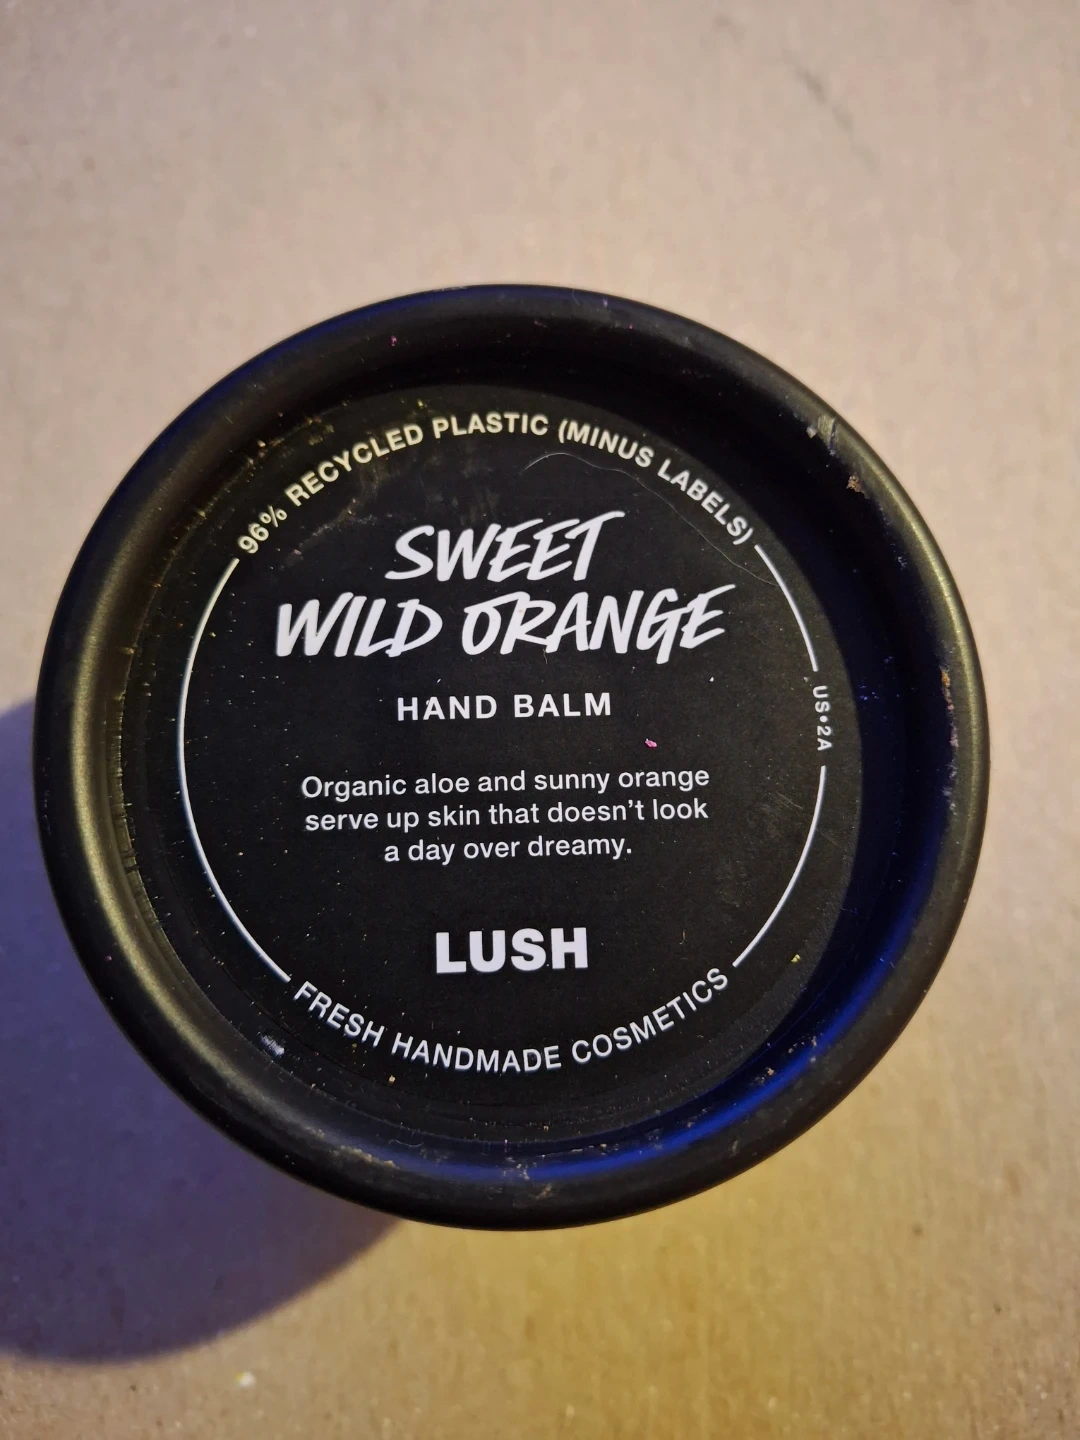 96% RECYCLED PLASTIC (MINUS LABELS)
SWEET
WILD ORANGE
HAND BALM
US•2A
Organic aloe and sunny orange
serve up skin that doesn't look
a day over dreamy.
LUSH
FRESH HANDMADE COSMETICS